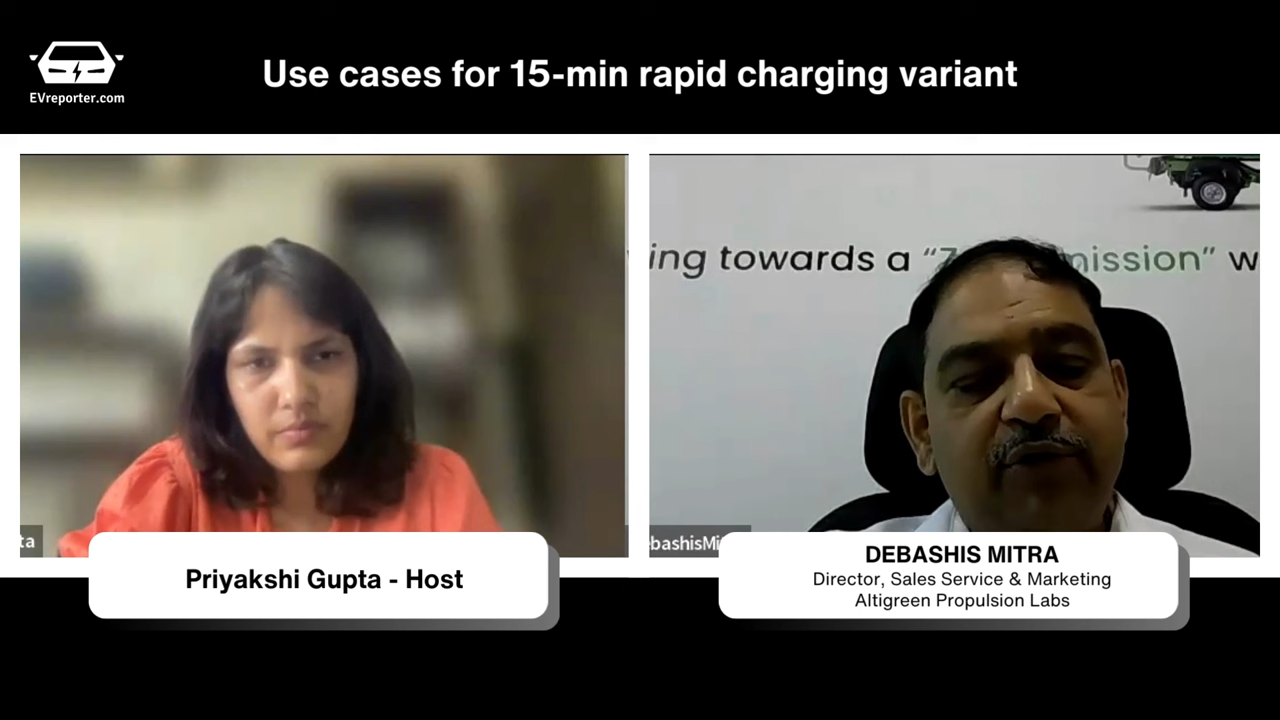 EVreporter.com
Use cases for 15-min rapid charging variant
ing towards a “Z mission” w
ta
ebashisMi
Priyakshi Gupta - Host
DEBASHIS MITRA
Director, Sales Service & Marketing
Altigreen Propulsion Labs